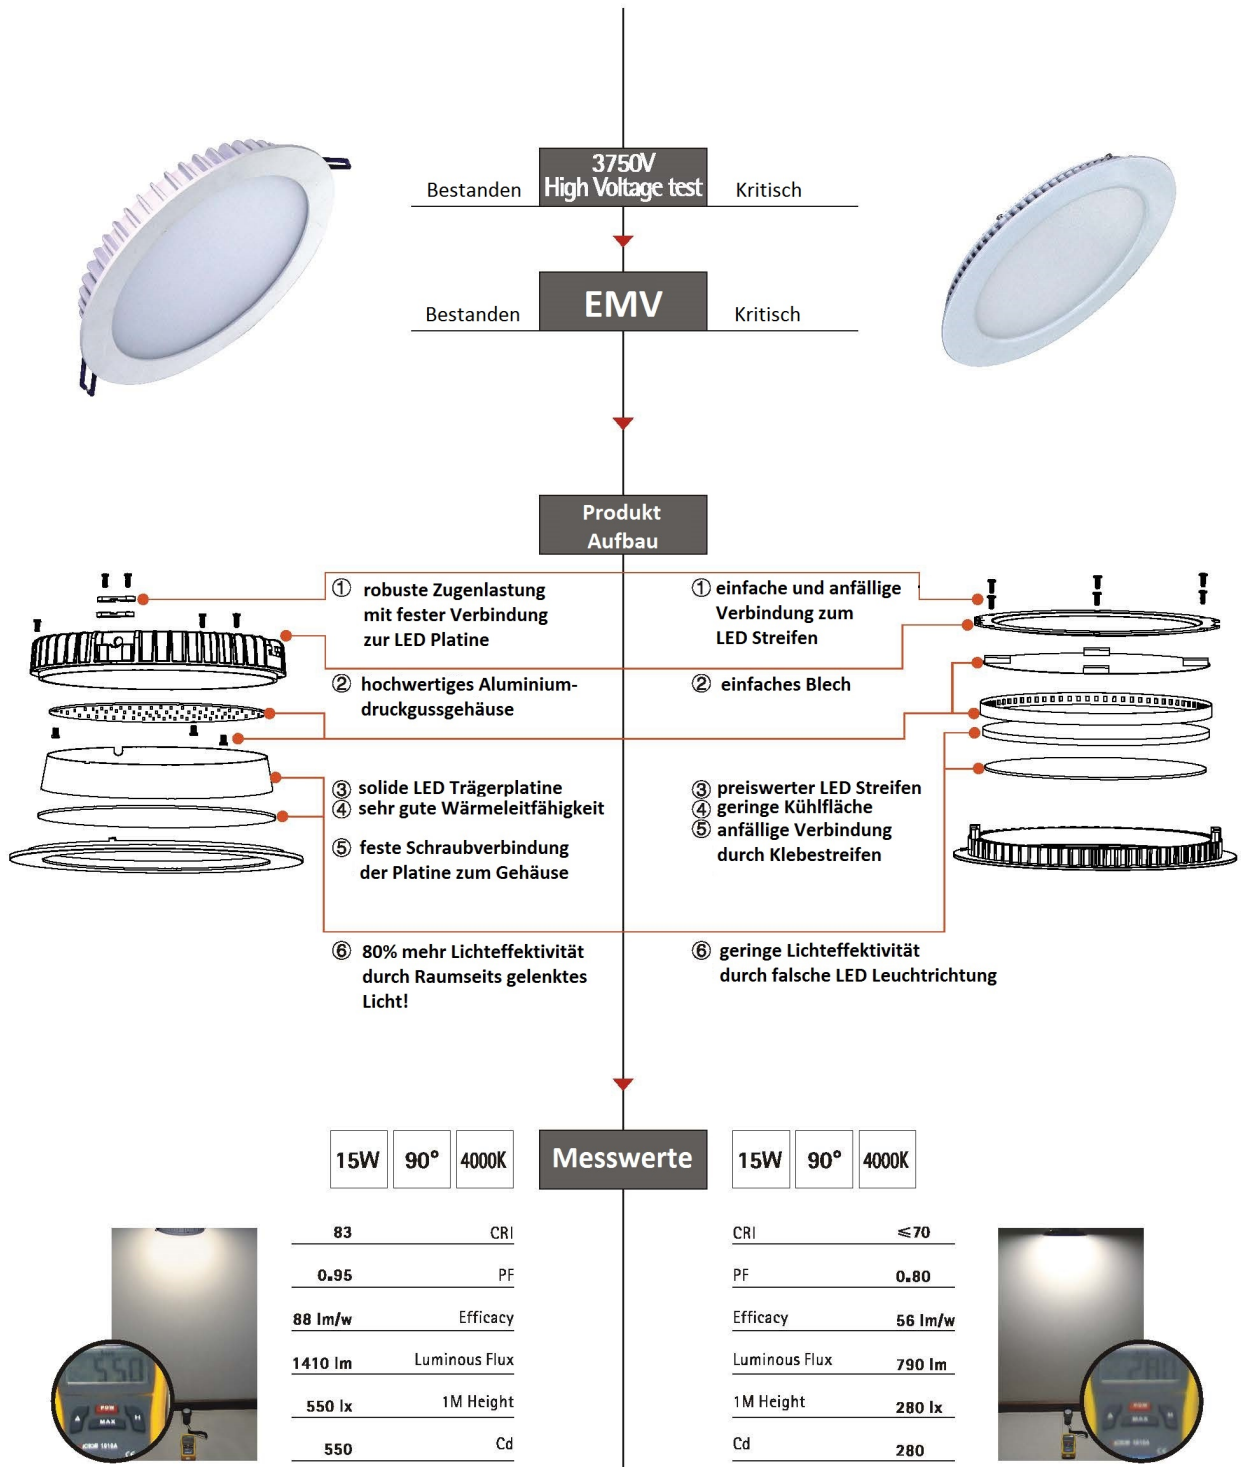 3750V
High Voltage test
Bestanden
Kritisch
EMV
Bestanden
Kritisch
Produkt
Aufbau
① robuste Zugenlastung
mit fester Verbindung
zur LED Platine
① einfache und anfällige
Verbindung zum
LED Streifen
② hochwertiges Aluminium-
druckgussgehäuse
② einfaches Blech
③ solide LED Trägerplatine
④ sehr gute Wärmeleitfähigkeit
⑤ feste Schraubverbindung
der Platine zum Gehäuse
③ preiswerter LED Streifen
④ geringe Kühlfläche
⑤ anfällige Verbindung
durch Klebestreifen
⑥ 80% mehr Lichteffektivität
durch Raumseits gelenktes
Licht!
⑥ geringe Lichteffektivität
durch falsche LED Leuchtrichtung
15W 90° 4000K
Messwerte
15W 90° 4000K
83 CRI
0.95 PF
88 lm/w Efficacy
1410 lm Luminous Flux
550 lx 1M Height
550 Cd
CRI ≤70
PF 0.80
Efficacy 56 lm/w
Luminous Flux 790 lm
1M Height 280 lx
Cd 280
550
A MAX H
280
A MAX H